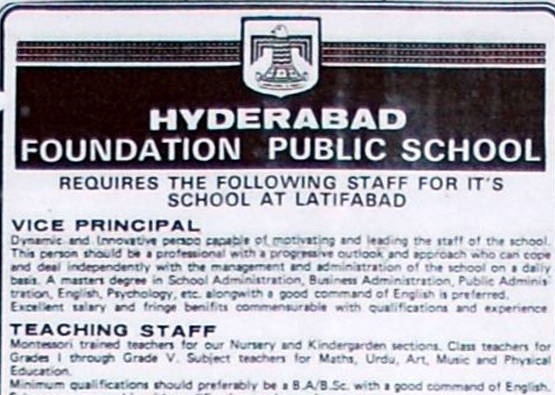 HYDERABAD
FOUNDATION PUBLIC SCHOOL
REQUIRES THE FOLLOWING STAFF FOR IT'S
SCHOOL AT LATIFABAD
VICE PRINCIPAL
Dynamic and Innovative person capable of motivating and leading the staff of the school.
This person should be a professional with a progressive outlook and approach who can cope
and deal independently with the management and administration of the school on a daily
basis. A masters degree in School Administration, Business Administration, Public Adminis
tration, English, Psychology, etc. alongwith a good command of English is preferred.
Excellent salary and fringe benifits commensurable with qualifications and experience
TEACHING STAFF
Montessori trained teachers for our Nursery and Kindergarden sections. Class teachers for
Grades I through Grade V. Subject teachers for Maths, Urdu, Art, Music and Physical
Education.
Minimum qualifications should preferably be a B.A/B.Sc. with a good command of English.